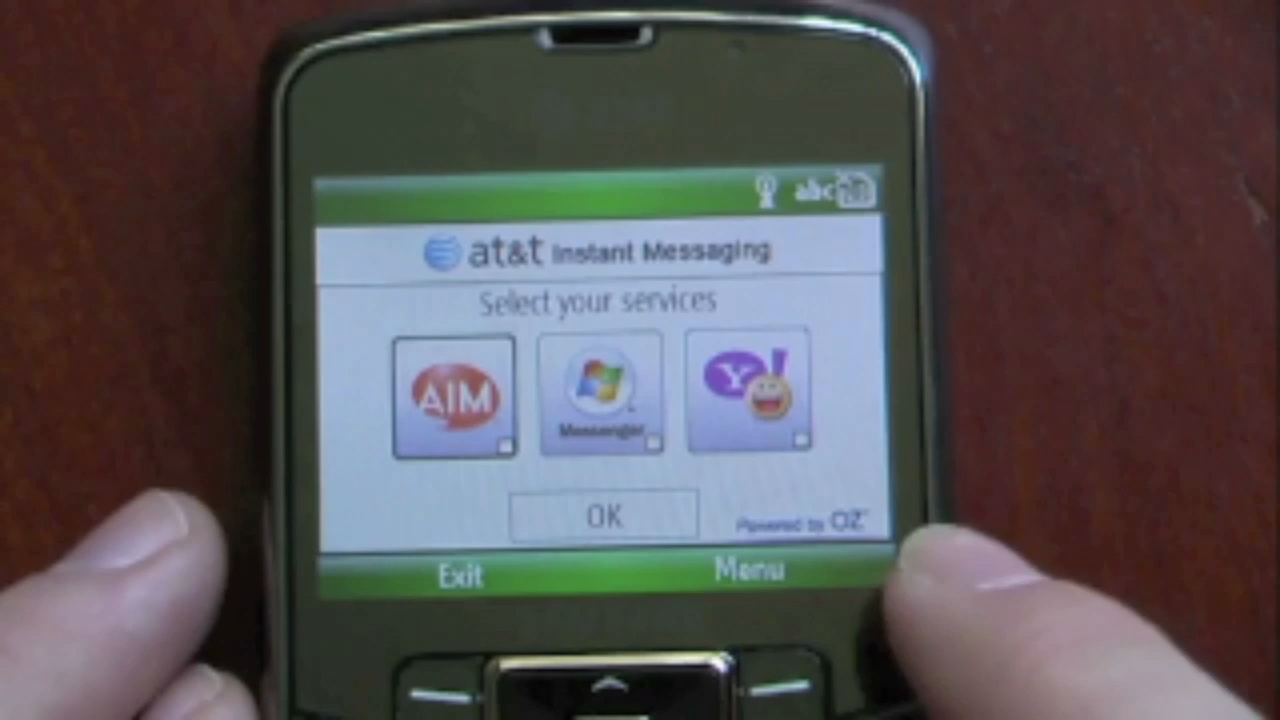 abc
at&t Instant Messaging
Select your services
AIM
Messenger
Y!
OK
Powered by OZ
Exit
Menu